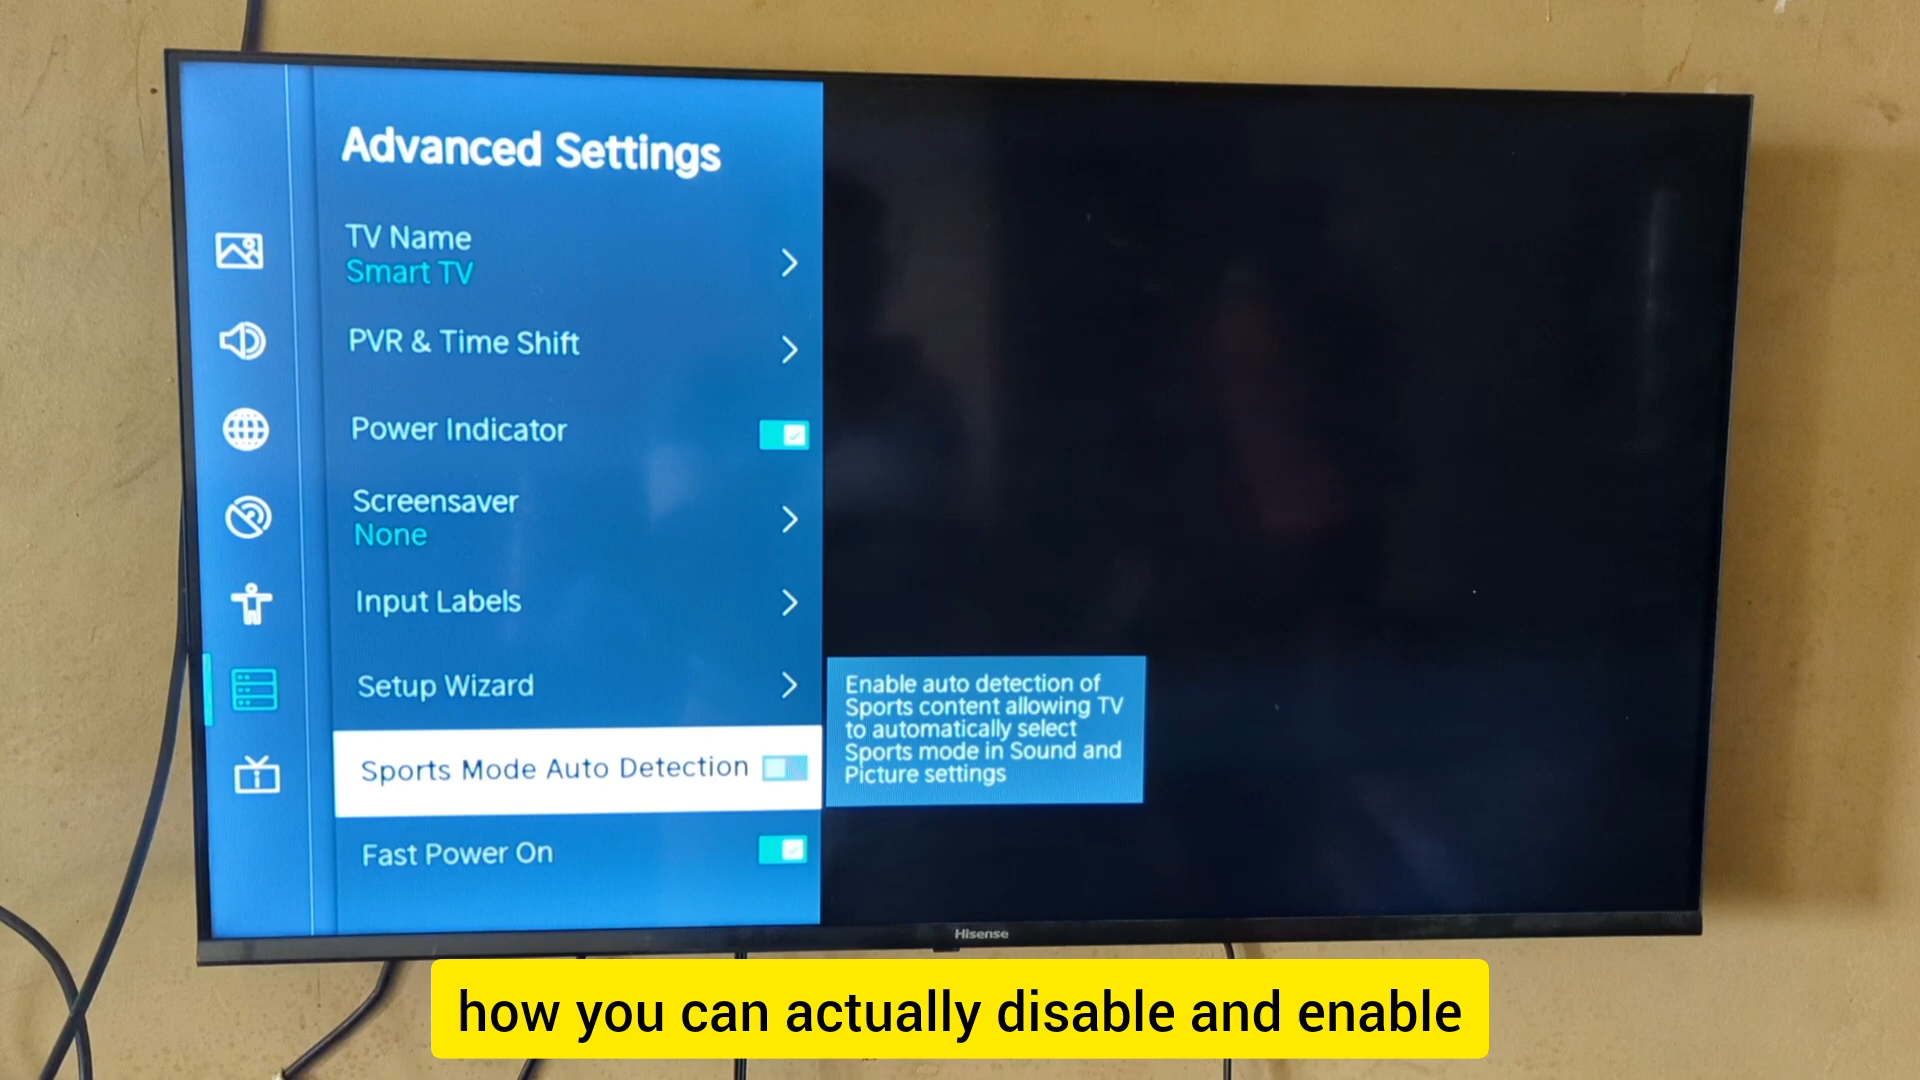 Advanced Settings
TV Name
Smart TV
PVR & Time Shift
Power Indicator
Screensaver
None
Input Labels
Setup Wizard
Sports Mode Auto Detection
Fast Power On
Enable auto detection of
Sports content allowing TV
to automatically select
Sports mode in Sound and
Picture settings
Hisense
how you can actually disable and enable